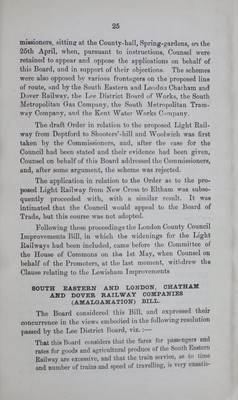 25
missioners, sitting at the County-hall, Spring-gardens, on the
25th April, when, pursuant to instructions, Counsel were
retained to appear and oppose the applications on behalf of
this Board, and in support of their objections. The schemes
were also opposed by various frontagers on the proposed line
of route, and by the South Eastern and London Chatham and
Dover Railway, the Lee District Board of Works, the South
Metropolitan Gas Company, the South Metropolitan Tram-
way Company, and the Kent Water Works Company.
The draft Order in relation to the proposed Light Rail-
way from Deptford to Shooters'-hill and Woolwich was first
taken by the Commissioners, and, after the case for the
Council had been stated and their evidence had been given,
Counsel on behalf of this Board addressed the Commissioners,
and, after some argument, the scheme was rejected.
The application in relation to the Order as to the pro-
posed Light Railway from New Cross to Eltham was subse-
quently proceeded with, with a similar result. It was
intimated that the Council would appeal to the Board of
Trade, but this course was not adopted.
Following these proceedings the London County Council
Improvements Bill, in which the widenings for the Light
Railways had been included, came before the Committee of
the House of Commons on the 1st May, when Counsel on
behalf of the Promoters, at the last moment, withdrew the
Clause relating to the Lewisham Improvements
SOUTH EASTERN AND LONDON, CHATHAM
AND DOVER RAILWAY COMPANIES
(AMALGAMATION) BILL.
The Board considered this Bill, and expressed their
concurrence in the views embodied in the following resolution
passed by the Lee District Board, viz. :—
That this Board considers that the fares for passengers and
rates for goods and agricultural produce of the South Eastern
Railway are excessive, and that the train service, as to time
and number of trains and speed of travelling, is very unsatis-